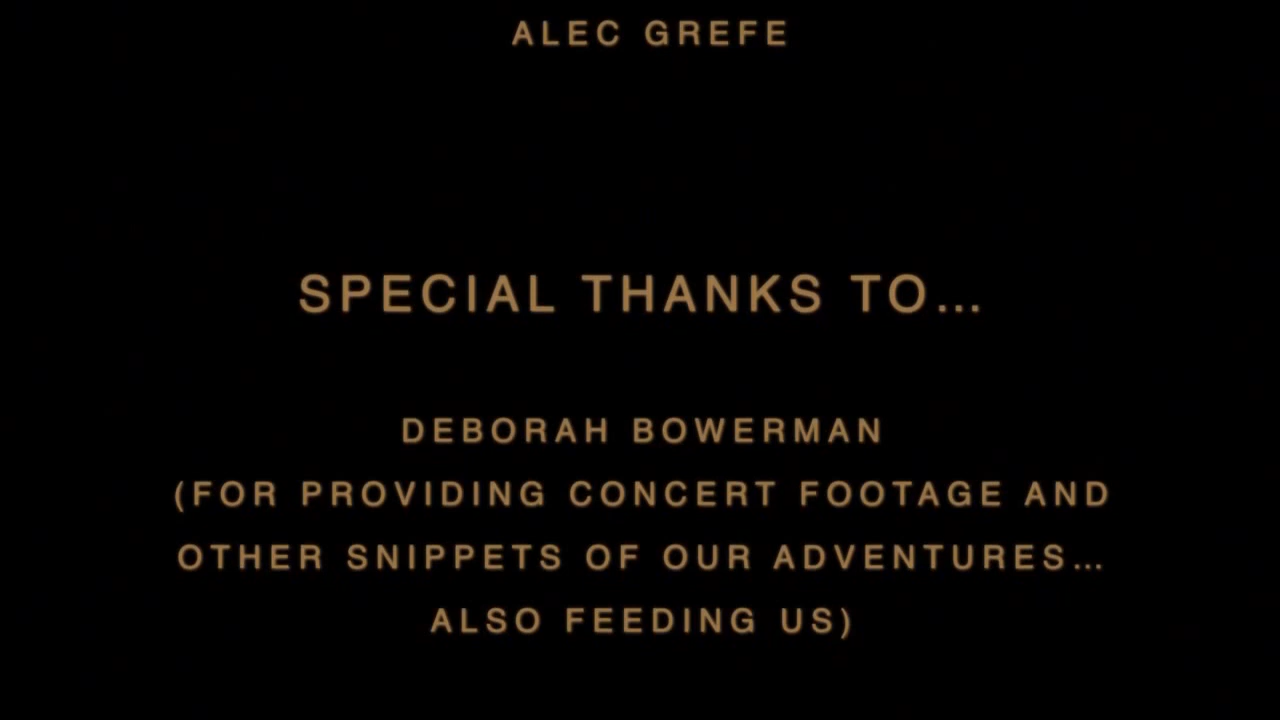 ALEC GREFE
SPECIAL THANKS TO...
DEBORAH BOWERMAN
(FOR PROVIDING CONCERT FOOTAGE AND
OTHER SNIPPETS OF OUR ADVENTURES...
ALSO FEEDING US)